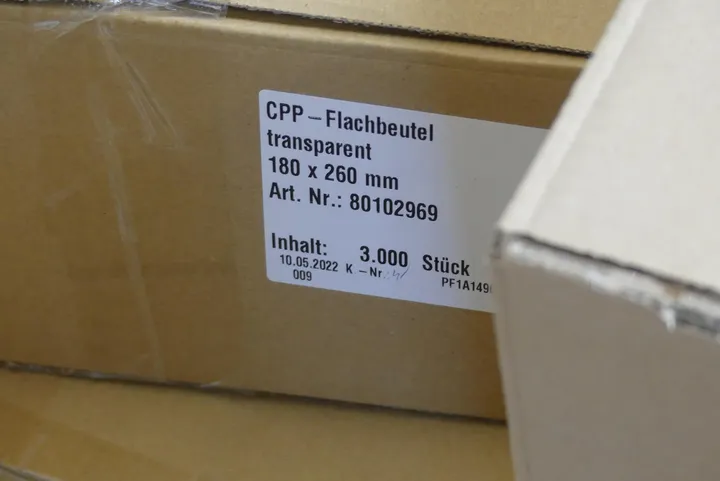 CPP – Flachbeutel
transparent
180 x 260 mm
Art. Nr.: 80102969
Inhalt: 3.000 Stück
10.05.2022 K – Nr.:
009